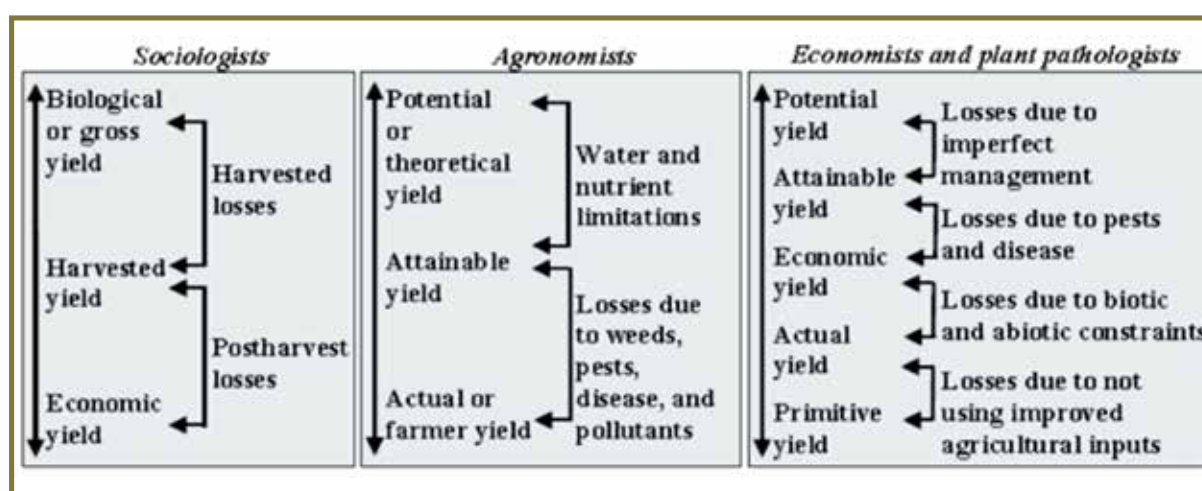 Sociologists
Biological
or gross
yield
Harvested
losses
Harvested
yield
Postharvest
losses
Economic
yield
Agronomists
Potential
or
theoretical
yield
Water and
nutrient
limitations
Attainable
yield
Losses due
to weeds,
pests,
disease, and
pollutants
Actual or
farmer yield
Economists and plant pathologists
Potential
yield
Losses due to
imperfect
management
Attainable
yield
Losses due to pests
and disease
Economic
yield
Losses due to biotic
and abiotic constraints
Actual
yield
Losses due to not
using improved
agricultural inputs
Primitive
yield